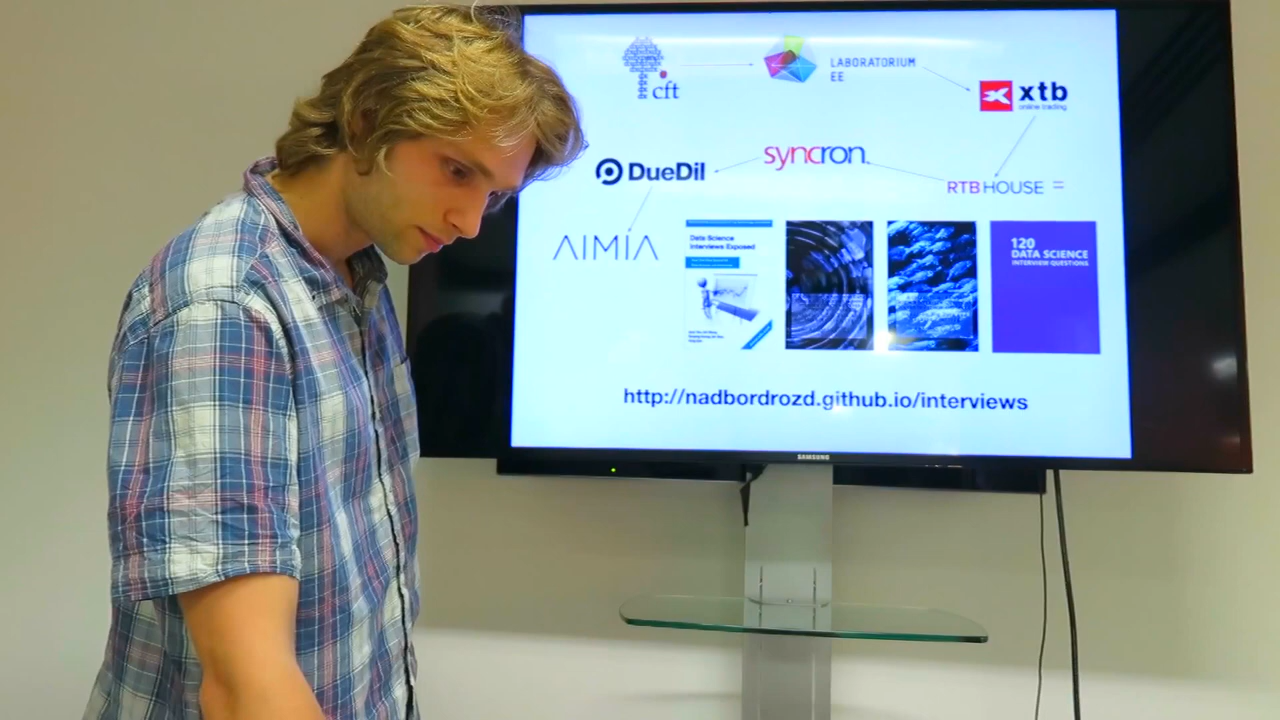 cft
LABORATORIUM
EE
xtb
online trading
syncron
DueDil
RTB HOUSE
AIMIA
Data Science
Interviews Exposed
120
DATA SCIENCE
INTERVIEW QUESTIONS
http://nadbordrozd.github.io/interviews
SAMSUNG